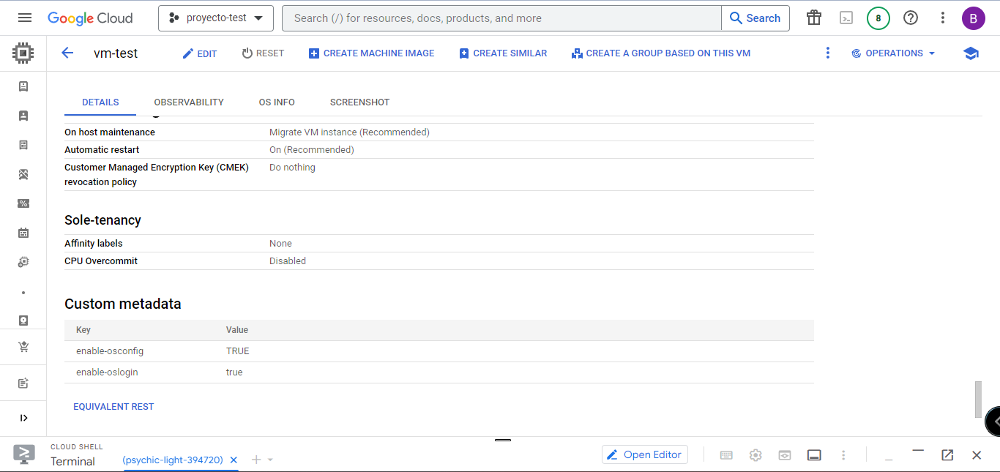 Google Cloud
proyecto-test
Search (/) for resources, docs, products, and more
Search
8
B
vm-test
EDIT
RESET
CREATE MACHINE IMAGE
CREATE SIMILAR
CREATE A GROUP BASED ON THIS VM
OPERATIONS
DETAILS
OBSERVABILITY
OS INFO
SCREENSHOT
On host maintenance Migrate VM instance (Recommended)
Automatic restart On (Recommended)
Customer Managed Encryption Key (CMEK) Do nothing
revocation policy
Sole-tenancy
Affinity labels None
CPU Overcommit Disabled
Custom metadata
Key Value
enable-osconfig TRUE
enable-oslogin true
EQUIVALENT REST
CLOUD SHELL
Terminal
(psychic-light-394720)
Open Editor